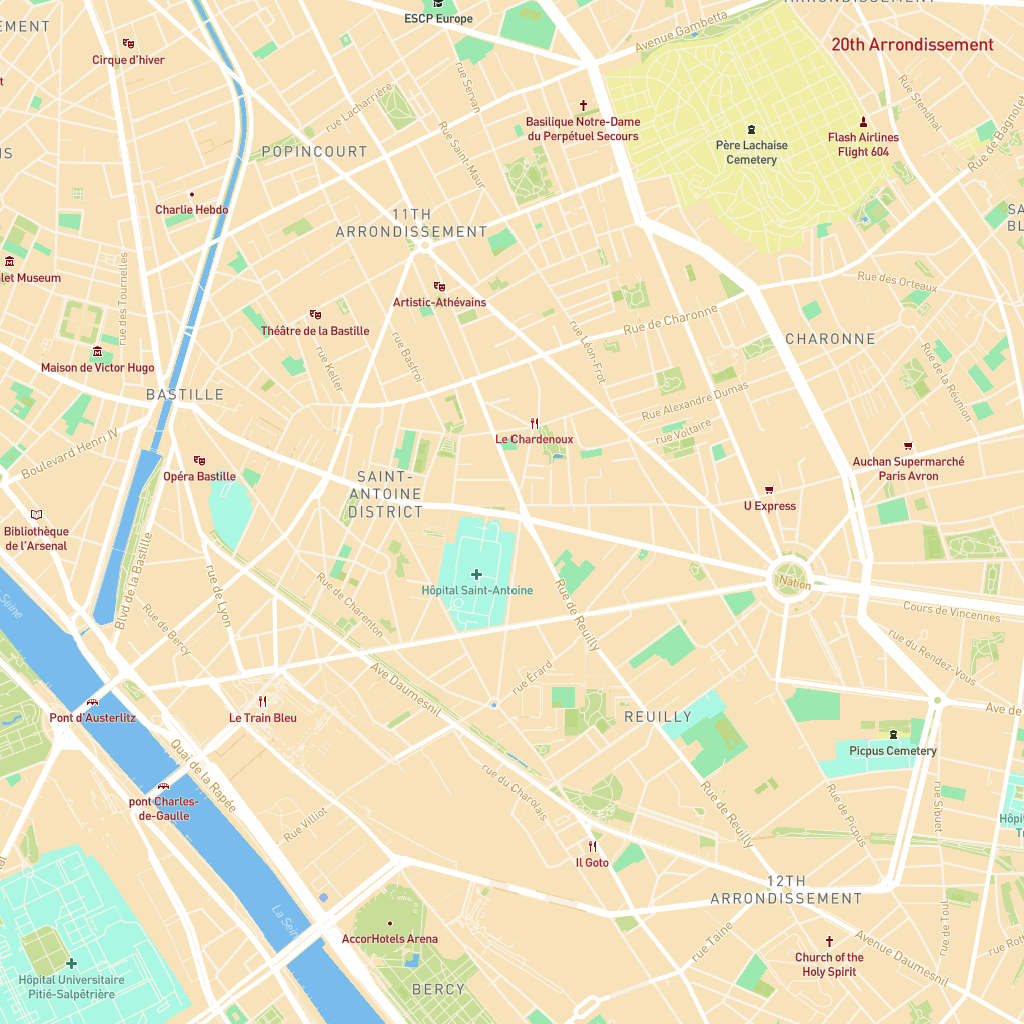 ESCP Europe
Avenue Gambetta
20th Arrondissement
Cirque d'hiver
rue Servan
rue Lacharrière
Rue Stendhal
Rue de Bagnolet
Basilique Notre-Dame
du Perpétuel Secours
Flash Airlines
Flight 604
Père Lachaise
Cemetery
POPINCOURT
Rue Saint-Maur
Charlie Hebdo
11TH
ARRONDISSEMENT
let Museum
rue des Tournelles
Artistic-Athévains
Rue des Orteaux
Théâtre de la Bastille
Rue de Charonne
CHARONNE
Maison de Victor Hugo
rue Keller
rue Basfroi
rue Léon-Frot
Rue de la Réunion
BASTILLE
Rue Alexandre Dumas
rue Voltaire
Boulevard Henri IV
Le Chardenoux
Opéra Bastille
Auchan Supermarché
Paris Avron
SAINT-
ANTOINE
DISTRICT
U Express
Bibliothèque
de l'Arsenal
Blvd de la Bastille
rue de Lyon
Rue de Charenton
Hôpital Saint-Antoine
Nation
Rue de Reuilly
Cours de Vincennes
La Seine
Rue de Bercy
rue du Rendez-Vous
rue Érard
Ave Daumesnil
Pont d'Austerlitz
Le Train Bleu
REUILLY
Ave de
Picpus Cemetery
Quai de la Rapée
rue du Charolais
pont Charles-
de-Gaulle
Rue Villiot
Rue de Reuilly
Rue de Picpus
rue Sibuet
Il Goto
12TH
ARRONDISSEMENT
La Seine
AccorHotels Arena
rue Taine
Avenue Daumesnil
rue de Toul
Church of the
Holy Spirit
Hôpital Universitaire
Pitié-Salpêtrière
BERCY